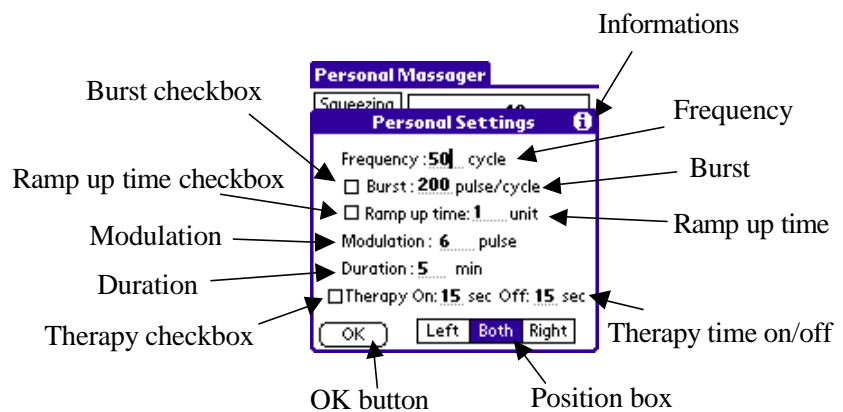 Informations
Personal Massager
Burst checkbox
Squeezing
Frequency
Personal Settings
Frequency : 50 cycle
Burst : 200 pulse/cycle
Burst
Ramp up time checkbox
Ramp up time: 1 unit
Ramp up time
Modulation
Modulation : 6 pulse
Duration : 5 min
Duration
Therapy On: 15 sec Off: 15 sec
Therapy checkbox
Therapy time on/off
OK
Left Both Right
OK button
Position box